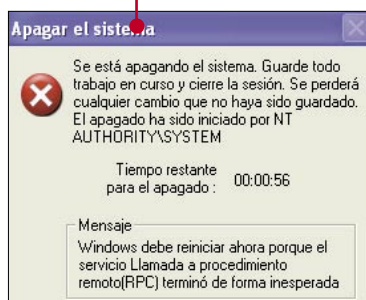 Apagar el sistema
Se está apagando el sistema. Guarde todo
trabajo en curso y cierre la sesión. Se perderá
cualquier cambio que no haya sido guardado.
El apagado ha sido iniciado por NT
AUTHORITY\SYSTEM
Tiempo restante
para el apagado : 00:00:56
Mensaje
Windows debe reiniciar ahora porque el
servicio Llamada a procedimiento
remoto(RPC) terminó de forma inesperada